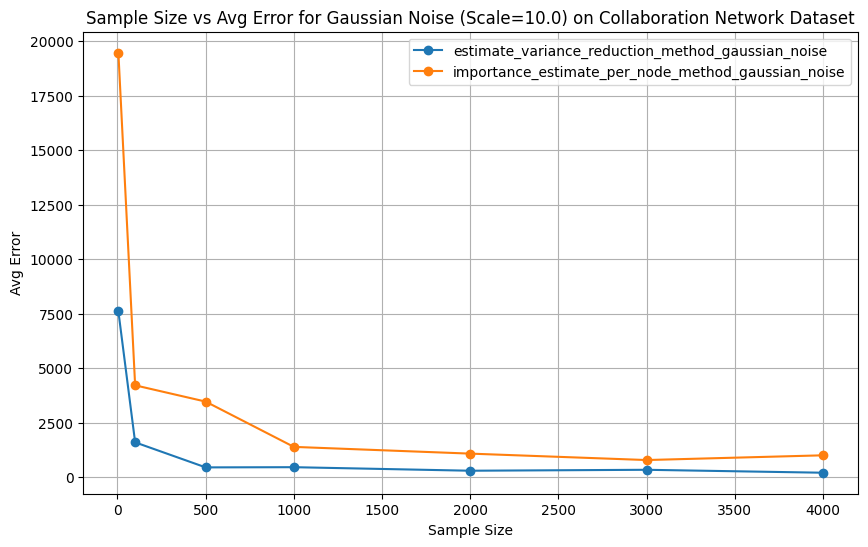 Sample Size vs Avg Error for Gaussian Noise (Scale=10.0) on Collaboration Network Dataset
estimate_variance_reduction_method_gaussian_noise
importance_estimate_per_node_method_gaussian_noise
Avg Error
20000
17500
15000
12500
10000
7500
5000
2500
0
0 500 1000 1500 2000 2500 3000 3500 4000
Sample Size